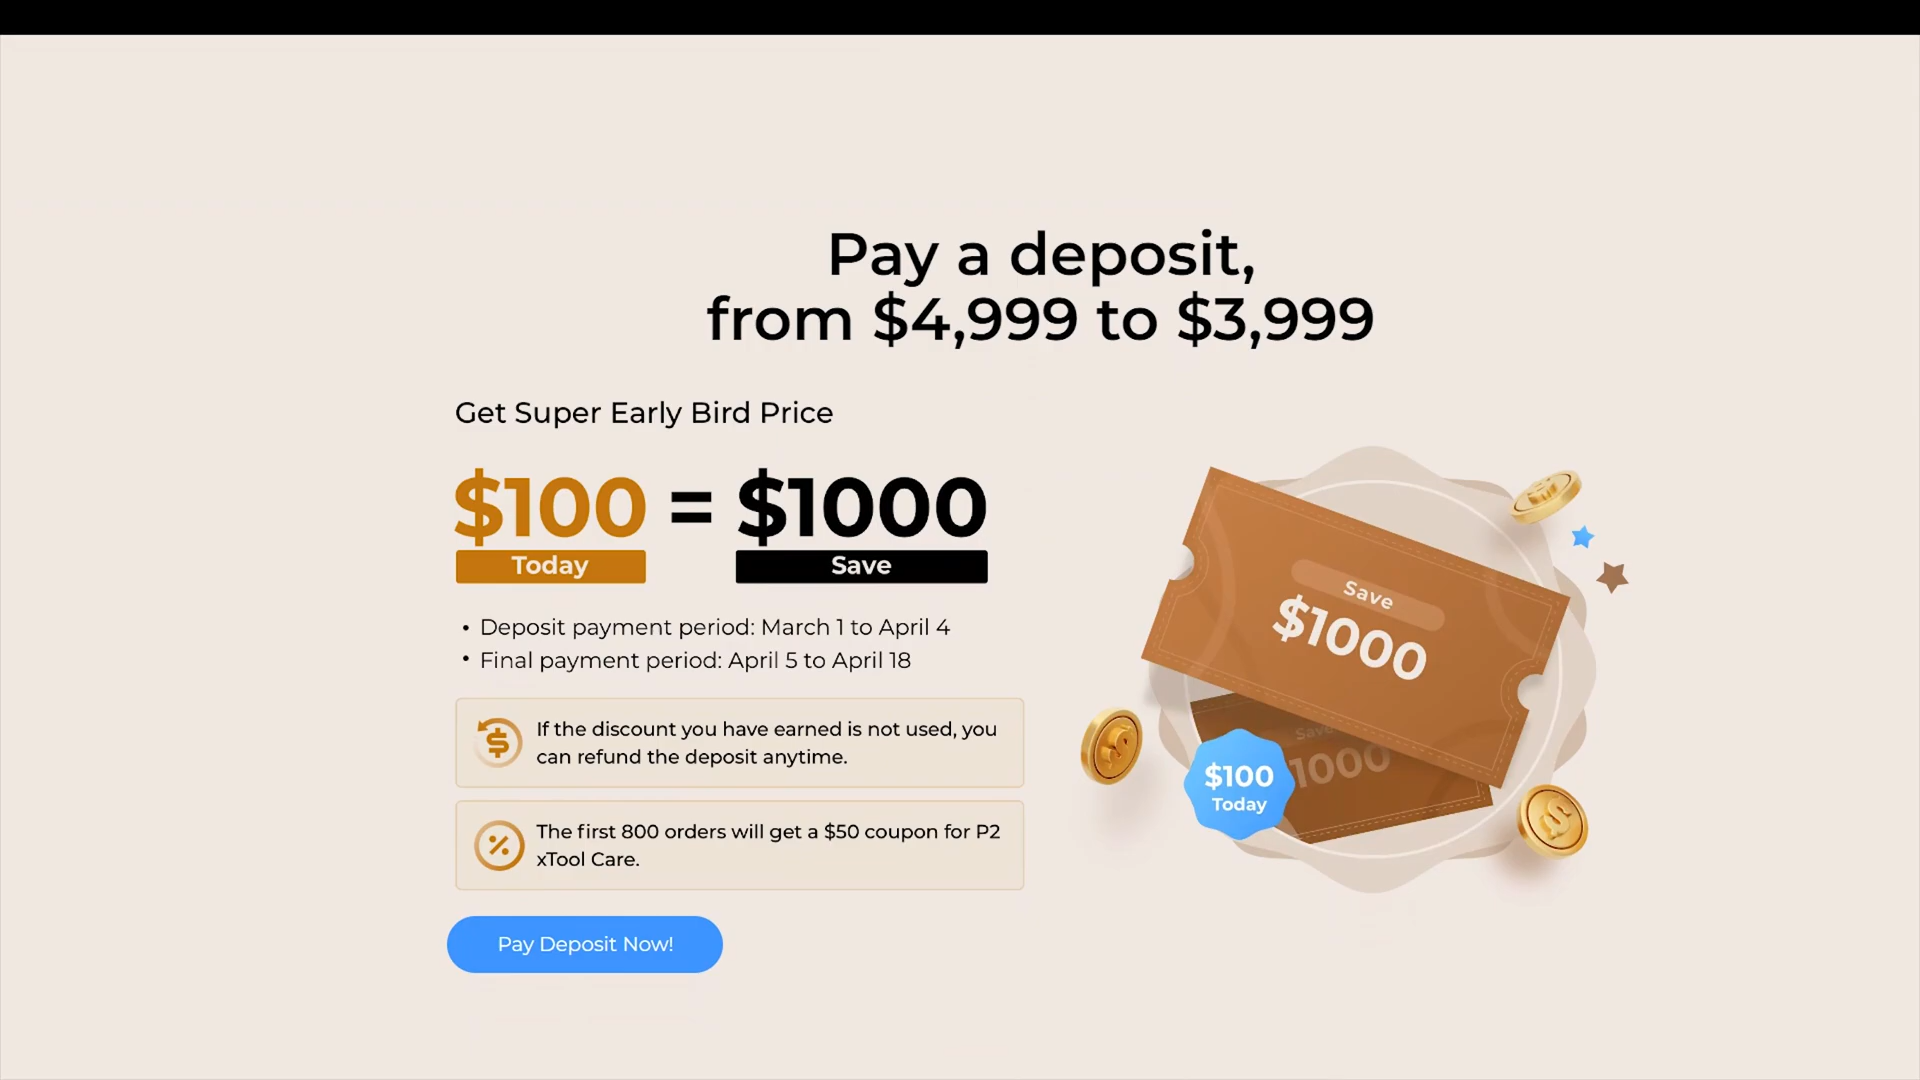 Pay a deposit,
from $4,999 to $3,999
Get Super Early Bird Price
$100 = $1000
Today Save
• Deposit payment period: March 1 to April 4
• Final payment period: April 5 to April 18
If the discount you have earned is not used, you
can refund the deposit anytime.
The first 800 orders will get a $50 coupon for P2
xTool Care.
Pay Deposit Now!
Save
$1000
Save
1000
$100
Today